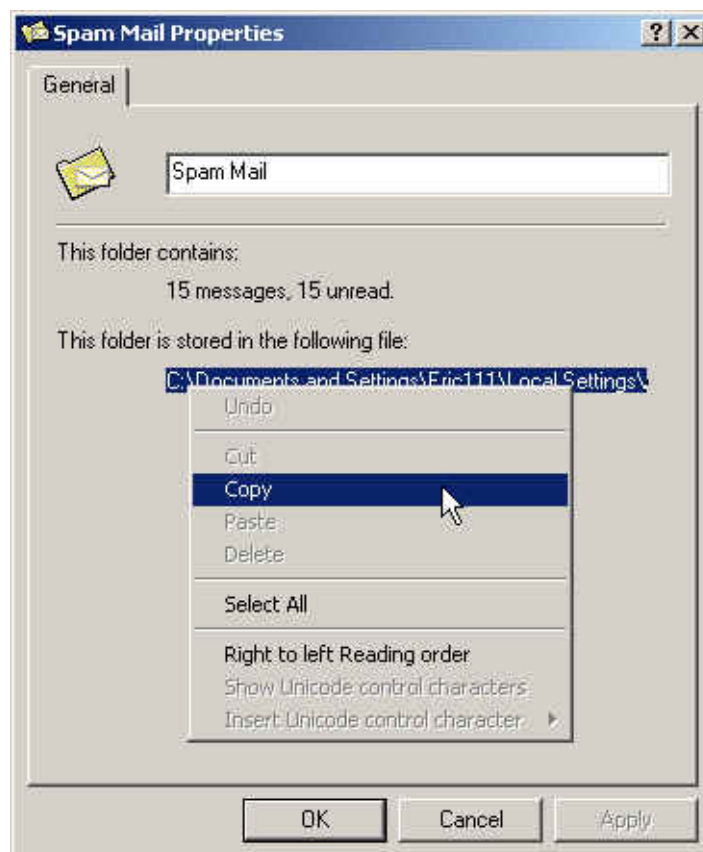 Spam Mail Properties
General
Spam Mail
This folder contains:
15 messages, 15 unread.
This folder is stored in the following file:
C:\Documents and Settings\Eric111\Local Settings\
Undo
Cut
Copy
Paste
Delete
Select All
Right to left Reading order
Show Unicode control characters
Insert Unicode control character
OK
Cancel
Apply